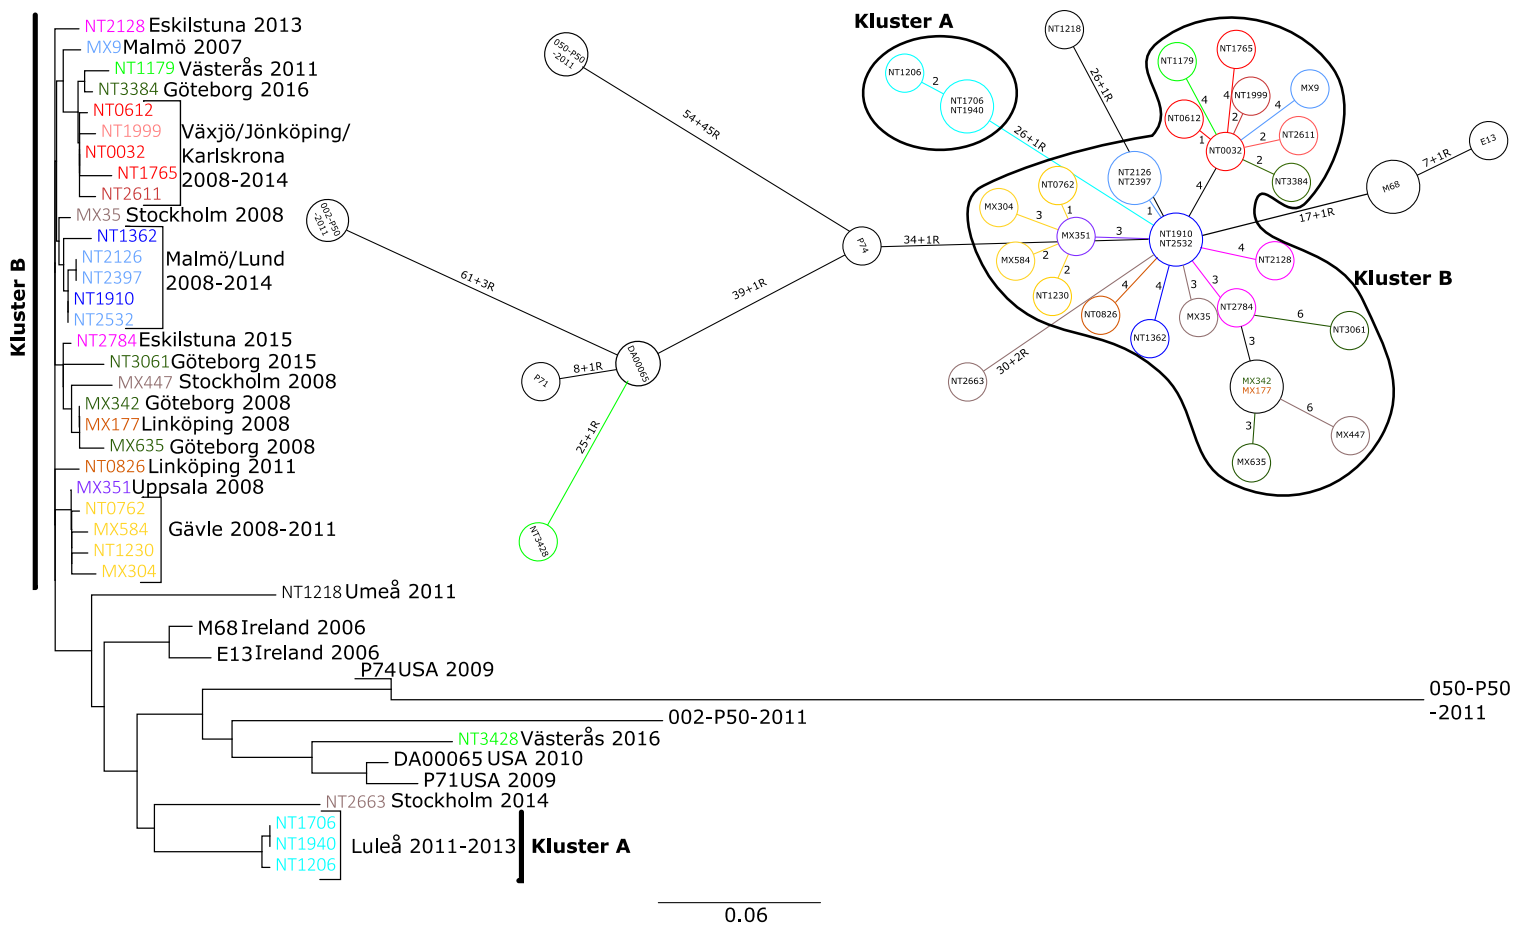 Kluster B
NT2128 Eskilstuna 2013
MX9 Malmö 2007
NT1179 Västerås 2011
NT3384 Göteborg 2016
NT0612
NT1999
NT0032
NT1765
NT2611
Växjö/Jönköping/
Karlskrona
2008-2014
MX35 Stockholm 2008
NT1362
NT2126
NT2397
NT1910
NT2532
Malmö/Lund
2008-2014
NT2784 Eskilstuna 2015
NT3061 Göteborg 2015
MX447 Stockholm 2008
MX342 Göteborg 2008
MX177 Linköping 2008
MX635 Göteborg 2008
NT0826 Linköping 2011
MX351 Uppsala 2008
NT0762
MX584
NT1230
MX304
Gävle 2008-2011
NT1218 Umeå 2011
M68 Ireland 2006
E13 Ireland 2006
P74 USA 2009
050-P50
-2011
002-P50-2011
NT3428 Västerås 2016
DA00065 USA 2010
P71 USA 2009
NT2663 Stockholm 2014
NT1706
NT1940
NT1206
Luleå 2011-2013
Kluster A
0.06
050-P50
-2011
54+45R
002-P50
-2011
61+3R
P74
34+1R
39+1R
DA00065
8+1R
P71
25+1R
NT3428
Kluster A
NT1206
2
NT1706
NT1940
26+1R
NT1218
26+1R
NT1179
NT1765
NT1999
MX9
NT0612
NT2611
NT0032
NT3384
4
4
2
4
1
2
2
4
E13
7+1R
M68
17+1R
NT2126
NT2397
1
NT1910
NT2532
NT0762
MX304
1
3
MX351
3
MX584
2
2
NT1230
4
NT0826
4
NT1362
3
MX35
4
NT2128
3
NT2784
6
NT3061
Kluster B
30+2R
NT2663
3
MX342
MX177
6
MX447
3
MX635